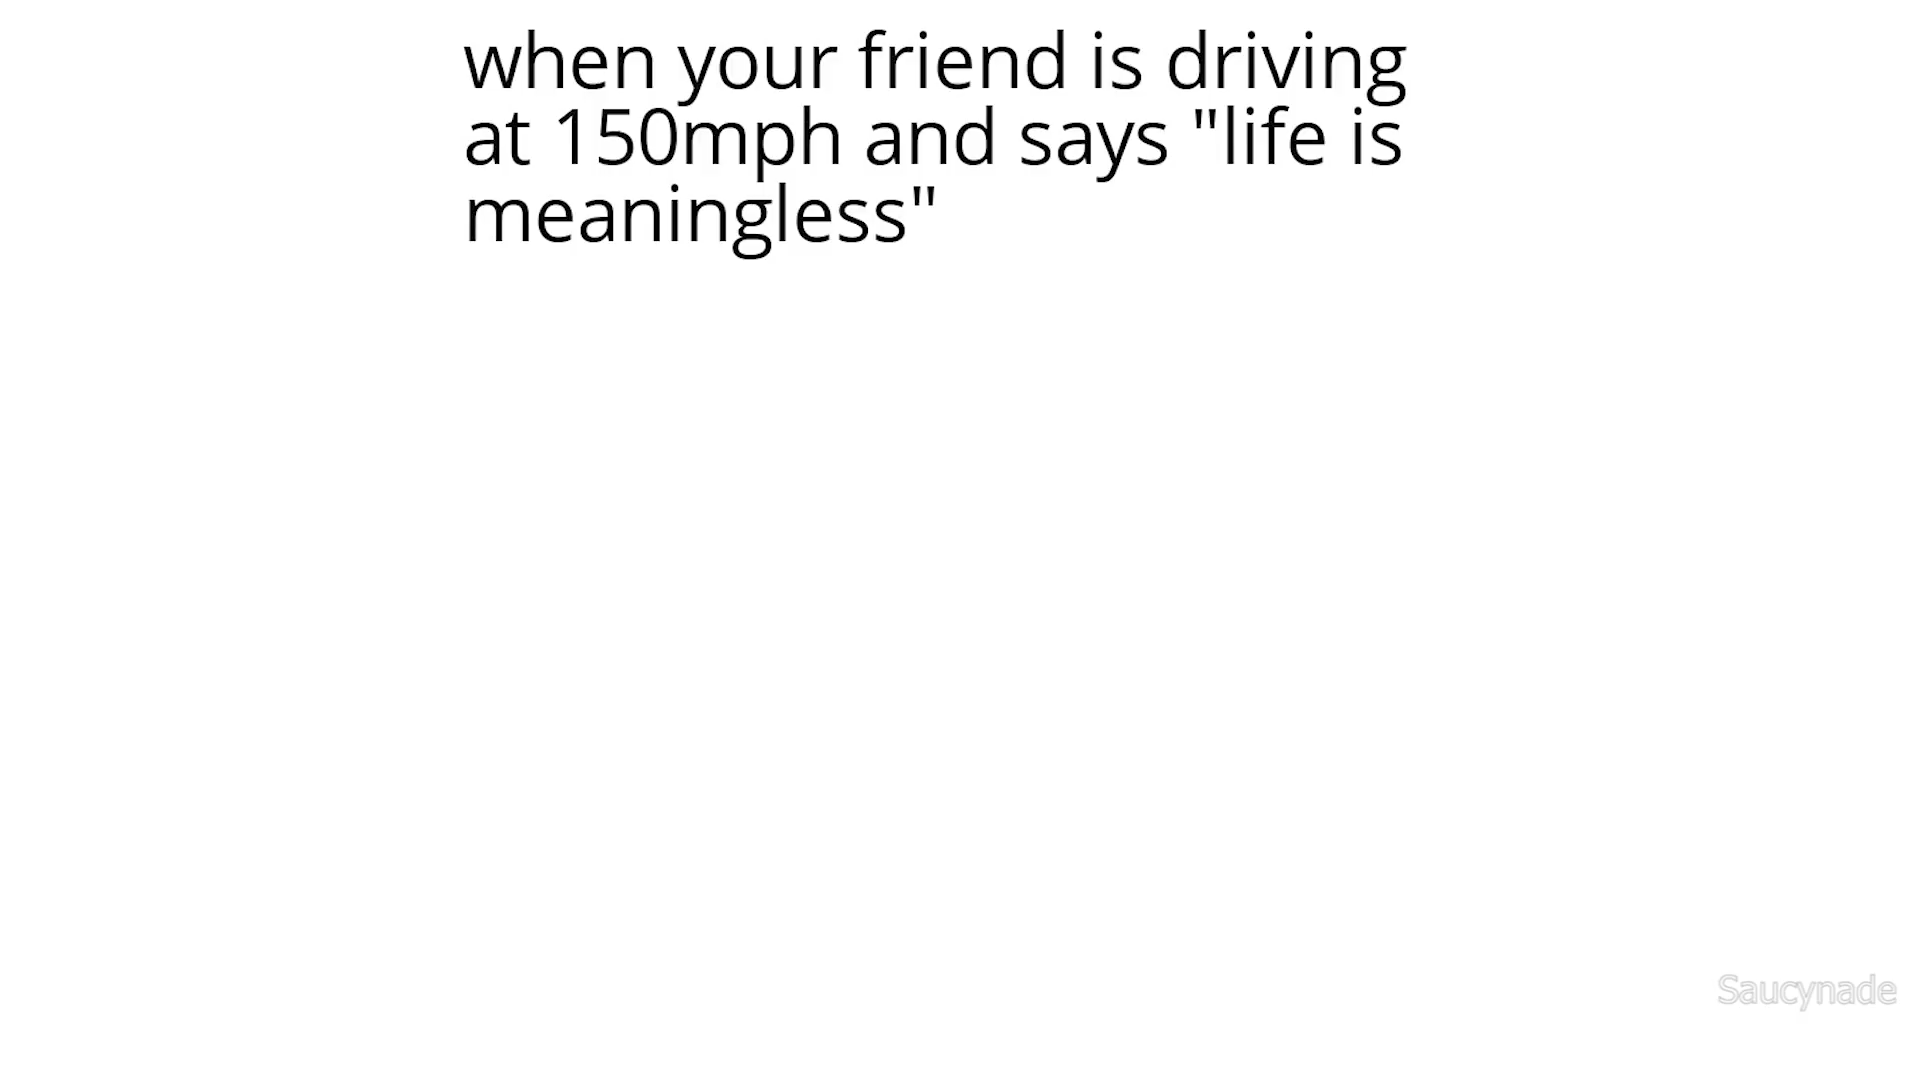 when your friend is driving
at 150mph and says "life is
meaningless"
Saucynade